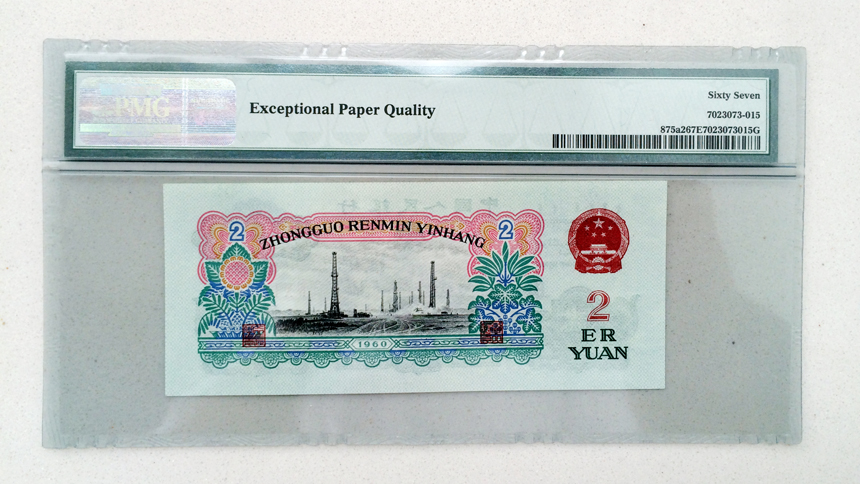 PMG
Exceptional Paper Quality
Sixty Seven
7023073-015
875a267E7023073015G
2
ZHONGGUO RENMIN YINHANG
2
1960
2
ER
YUAN